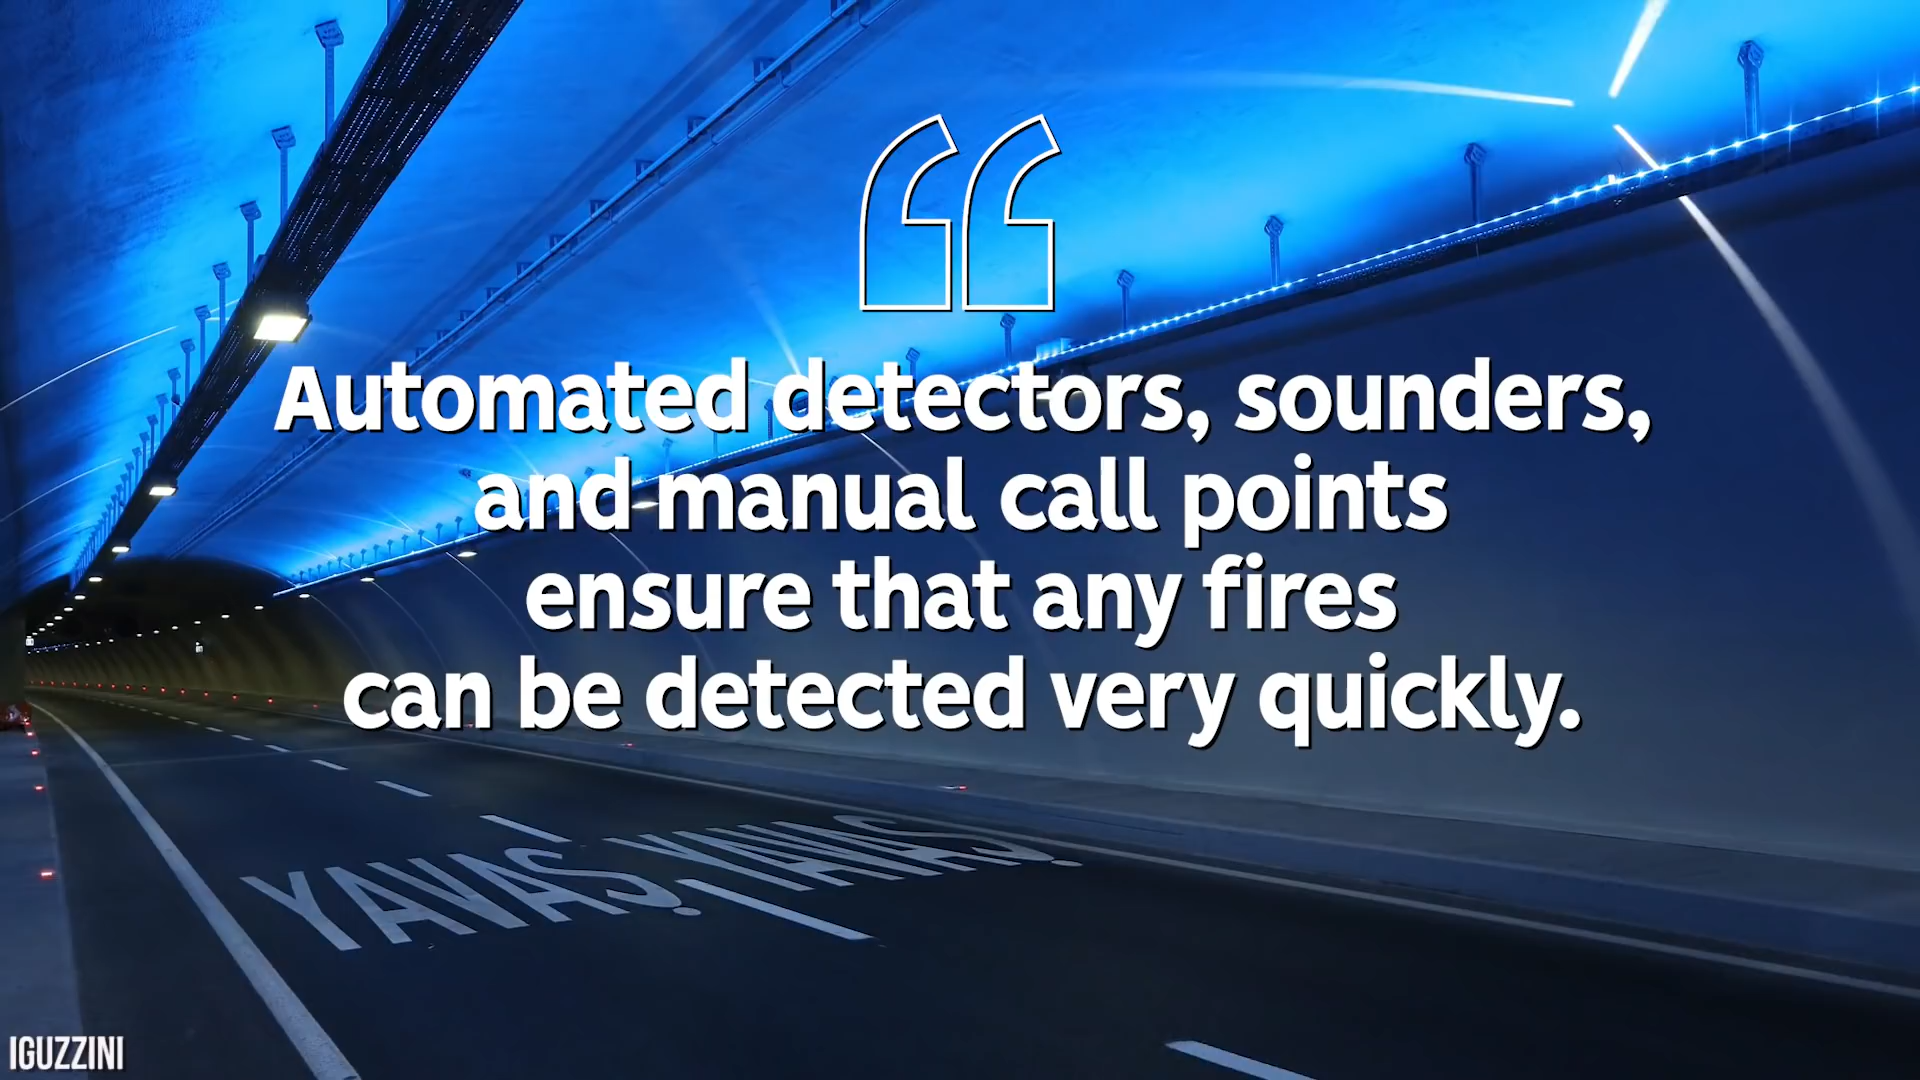 “
Automated detectors, sounders,
and manual call points
ensure that any fires
can be detected very quickly.
YAVAŞ. YAVAŞ.
IGUZZINI